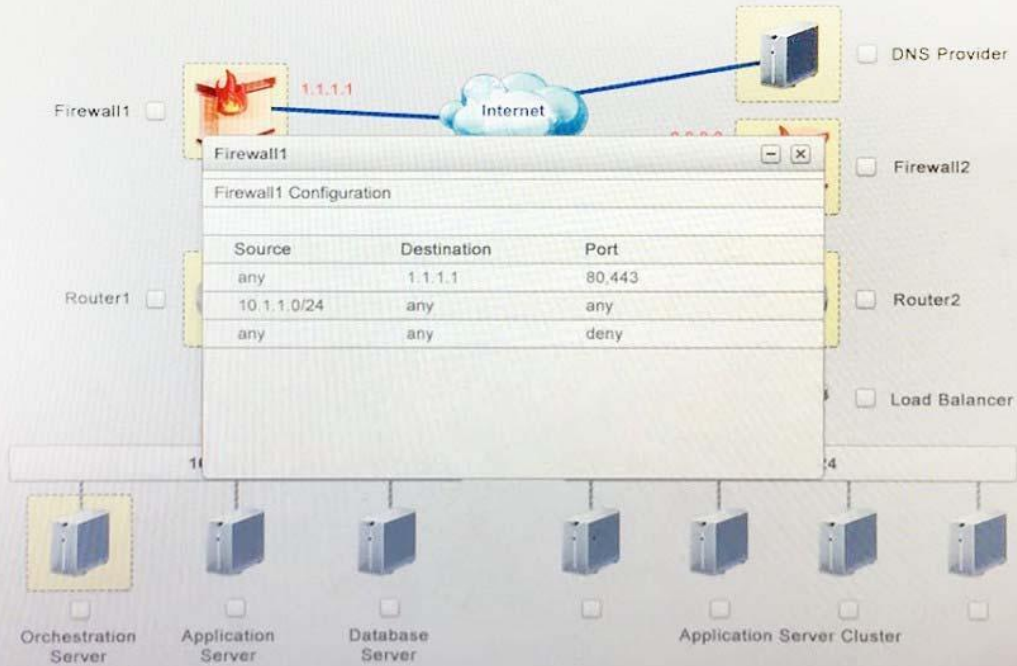 DNS Provider
1.1.1.1
Internet
Firewall1
Firewall1
Firewall2
Firewall1 Configuration
Source Destination Port
any 1.1.1.1 80,443
10.1.1.0/24 any any
any any deny
Router1
Router2
Load Balancer
Orchestration Server
Application Server
Database Server
Application Server Cluster